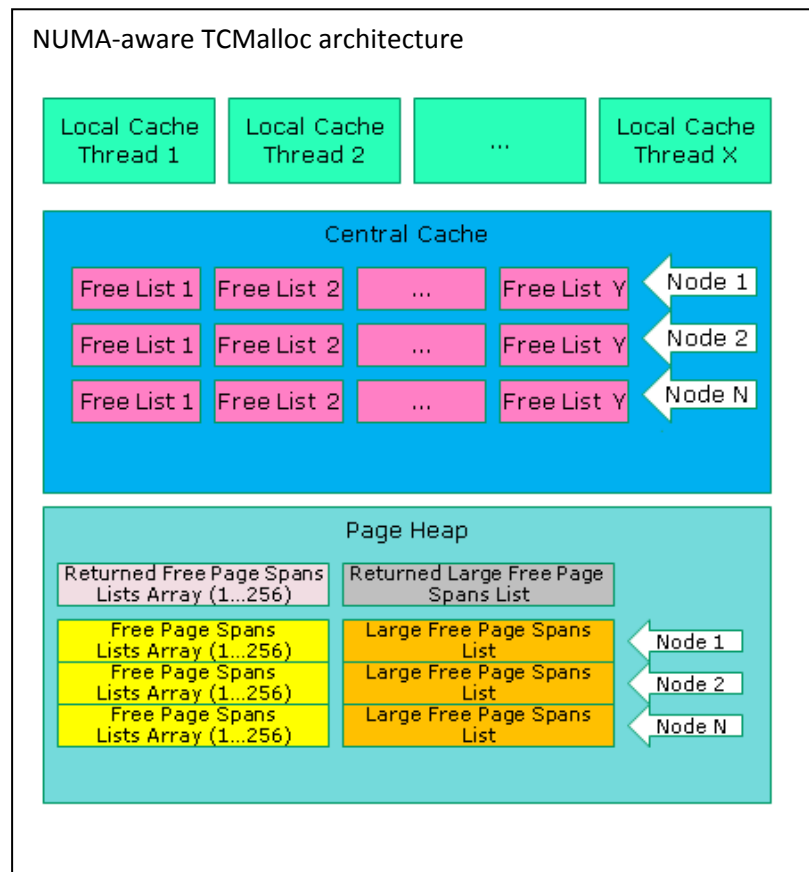 NUMA-aware TCMalloc architecture
Local Cache
Thread 1
Local Cache
Thread 2
...
Local Cache
Thread X
Central Cache
Free List 1
Free List 2
...
Free List Y
Node 1
Free List 1
Free List 2
...
Free List Y
Node 2
Free List 1
Free List 2
...
Free List Y
Node N
Page Heap
Returned Free Page Spans
Lists Array (1...256)
Returned Large Free Page
Spans List
Free Page Spans
Lists Array (1...256)
Large Free Page Spans
List
Node 1
Free Page Spans
Lists Array (1...256)
Large Free Page Spans
List
Node 2
Free Page Spans
Lists Array (1...256)
Large Free Page Spans
List
Node N